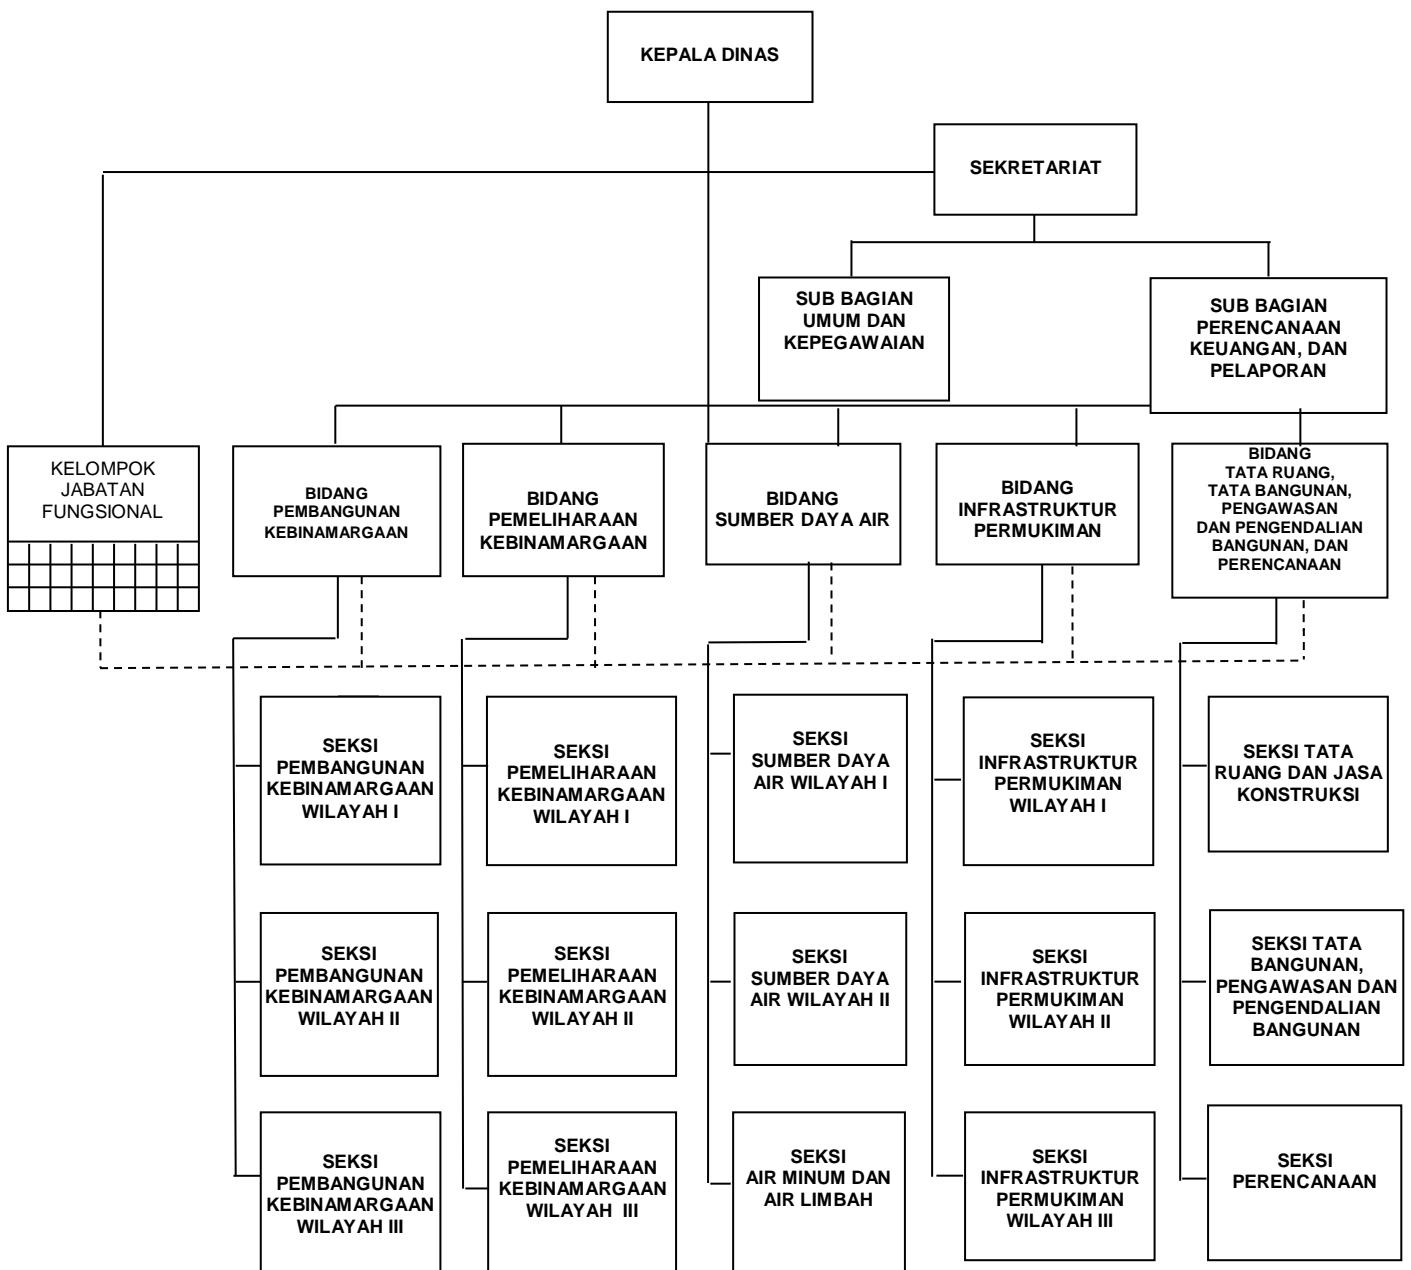 KEPALA DINAS
SEKRETARIAT
SUB BAGIAN
UMUM DAN
KEPEGAWAIAN
SUB BAGIAN
PERENCANAAN
KEUANGAN, DAN
PELAPORAN
KELOMPOK
JABATAN
FUNGSIONAL
BIDANG
PEMBANGUNAN
KEBINAMARGAAN
BIDANG
PEMELIHARAAN
KEBINAMARGAAN
BIDANG
SUMBER DAYA AIR
BIDANG
INFRASTRUKTUR
PERMUKIMAN
BIDANG
TATA RUANG,
TATA BANGUNAN,
PENGAWASAN
DAN PENGENDALIAN
BANGUNAN, DAN
PERENCANAAN
SEKSI
PEMBANGUNAN
KEBINAMARGAAN
WILAYAH I
SEKSI
PEMELIHARAAN
KEBINAMARGAAN
WILAYAH I
SEKSI
SUMBER DAYA
AIR WILAYAH I
SEKSI
INFRASTRUKTUR
PERMUKIMAN
WILAYAH I
SEKSI TATA
RUANG DAN JASA
KONSTRUKSI
SEKSI
PEMBANGUNAN
KEBINAMARGAAN
WILAYAH II
SEKSI
PEMELIHARAAN
KEBINAMARGAAN
WILAYAH II
SEKSI
SUMBER DAYA
AIR WILAYAH II
SEKSI
INFRASTRUKTUR
PERMUKIMAN
WILAYAH II
SEKSI TATA
BANGUNAN,
PENGAWASAN DAN
PENGENDALIAN
BANGUNAN
SEKSI
PEMBANGUNAN
KEBINAMARGAAN
WILAYAH III
SEKSI
PEMELIHARAAN
KEBINAMARGAAN
WILAYAH III
SEKSI
AIR MINUM DAN
AIR LIMBAH
SEKSI
INFRASTRUKTUR
PERMUKIMAN
WILAYAH III
SEKSI
PERENCANAAN